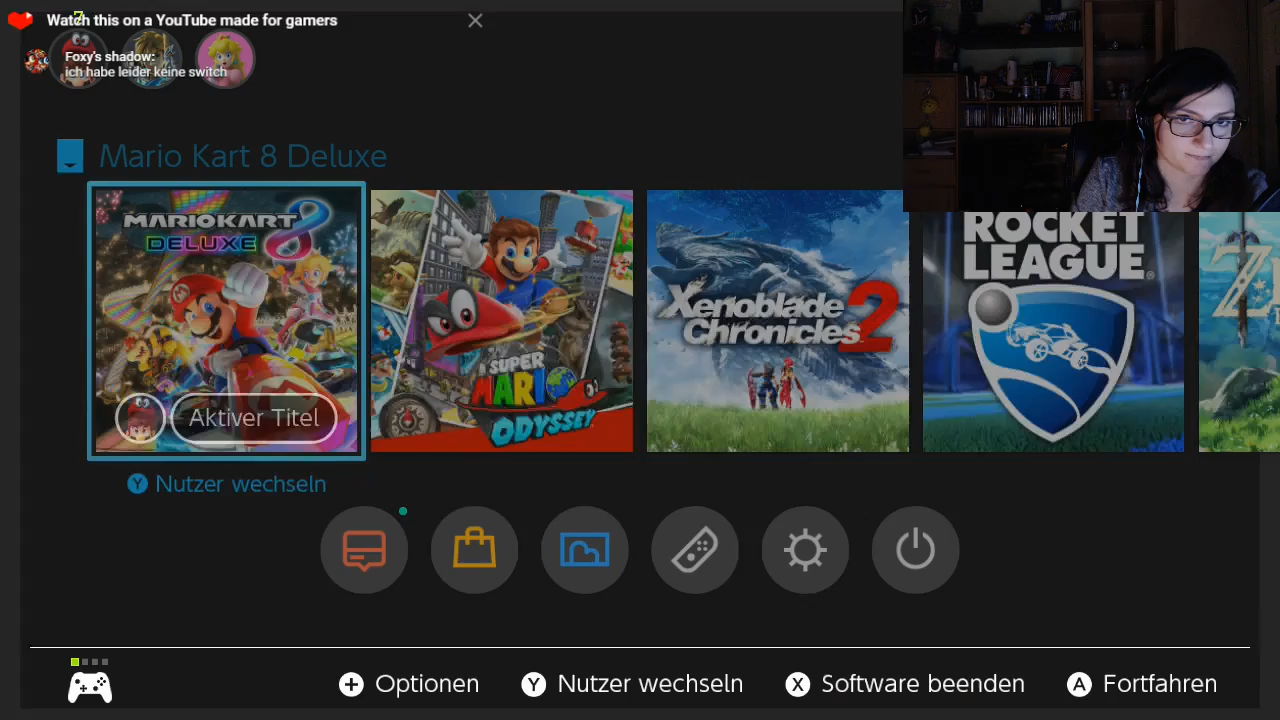 Watch this on a YouTube made for gamers
Foxy's shadow:
ich habe leider keine switch
Mario Kart 8 Deluxe
MARIOKART 8
DELUXE
Aktiver Titel
SUPER
MARIO
ODYSSEY
Xenoblade
Chronicles 2
ROCKET
LEAGUE
Y Nutzer wechseln
+ Optionen
Y Nutzer wechseln
X Software beenden
A Fortfahren